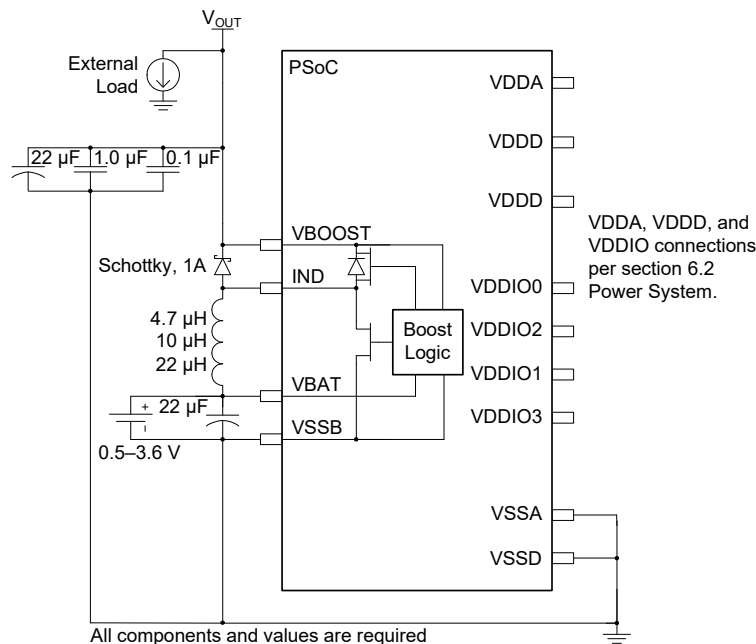 VOUT
External
Load
PSoC
VDDA
VDDD
VDDD
22 µF
1.0 µF
0.1 µF
VDDA, VDDD, and
VDDIO connections
per section 6.2
Power System.
VBOOST
Schottky, 1A
IND
VDDIO0
4.7 µH
10 µH
22 µH
Boost
Logic
VDDIO2
VDDIO1
VBAT
22 µF
+
-
VDDIO3
VSSB
0.5–3.6 V
VSSA
VSSD
All components and values are required